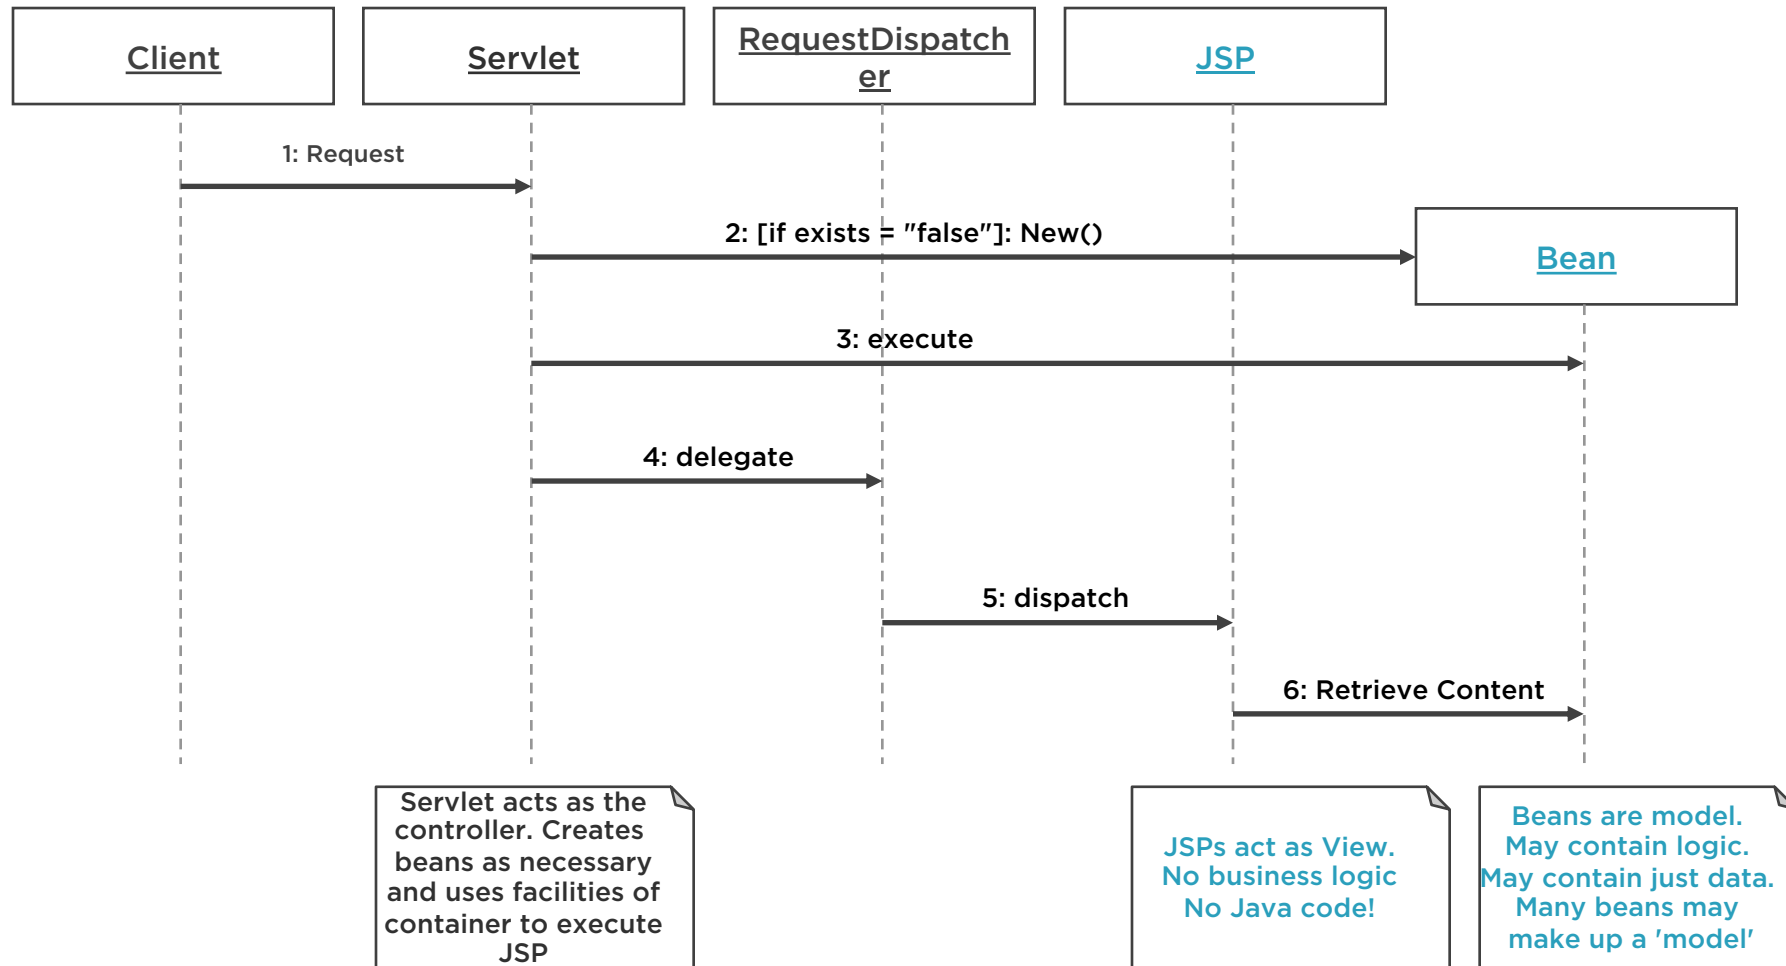 Client
Servlet
RequestDispatch
er
JSP
1: Request
2: [if exists = "false"]: New()
Bean
3: execute
4: delegate
5: dispatch
6: Retrieve Content
Servlet acts as the
controller. Creates
beans as necessary
and uses facilities of
container to execute
JSP
JSPs act as View.
No business logic
No Java code!
Beans are model.
May contain logic.
May contain just data.
Many beans may
make up a 'model'